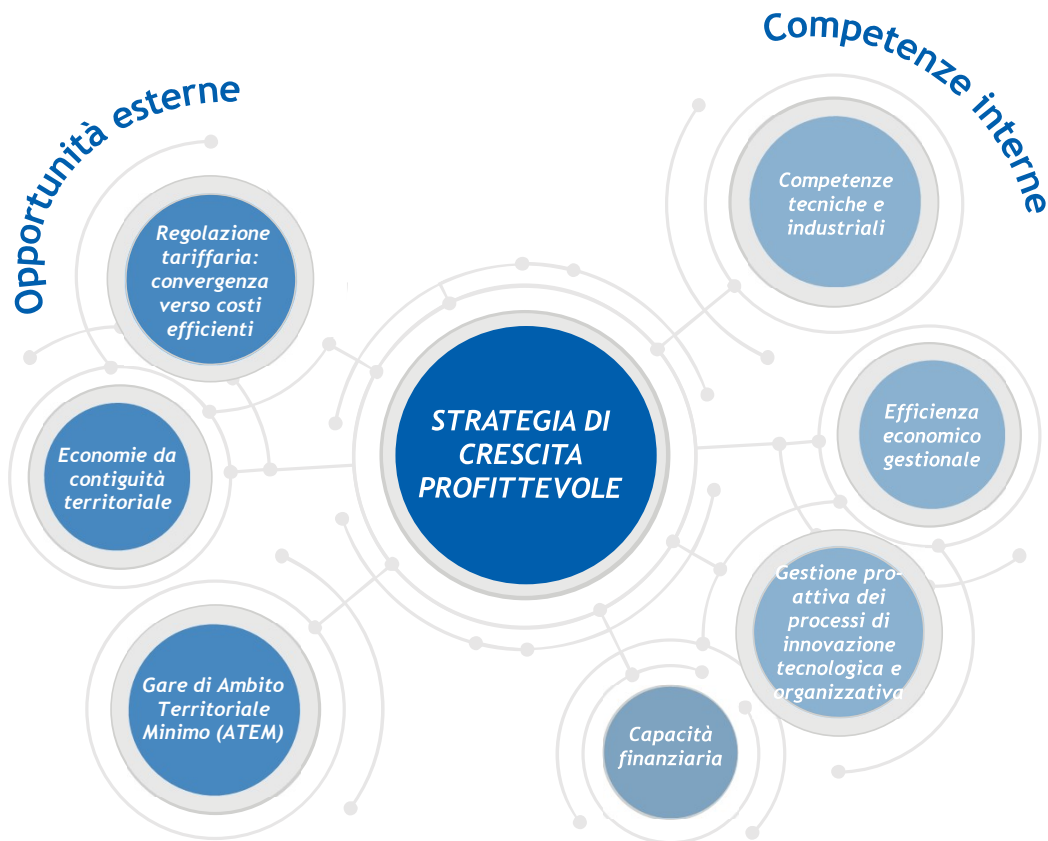 Opportunità esterne
Regolazione
tariffaria:
convergenza
verso costi
efficienti
Economie da
contiguità
territoriale
Gare di Ambito
Territoriale
Minimo (ATEM)
STRATEGIA DI
CRESCITA
PROFITTEVOLE
Competenze interne
Competenze
tecniche e
industriali
Efficienza
economico
gestionale
Gestione pro-
attiva dei
processi di
innovazione
tecnologica e
organizzativa
Capacità
finanziaria